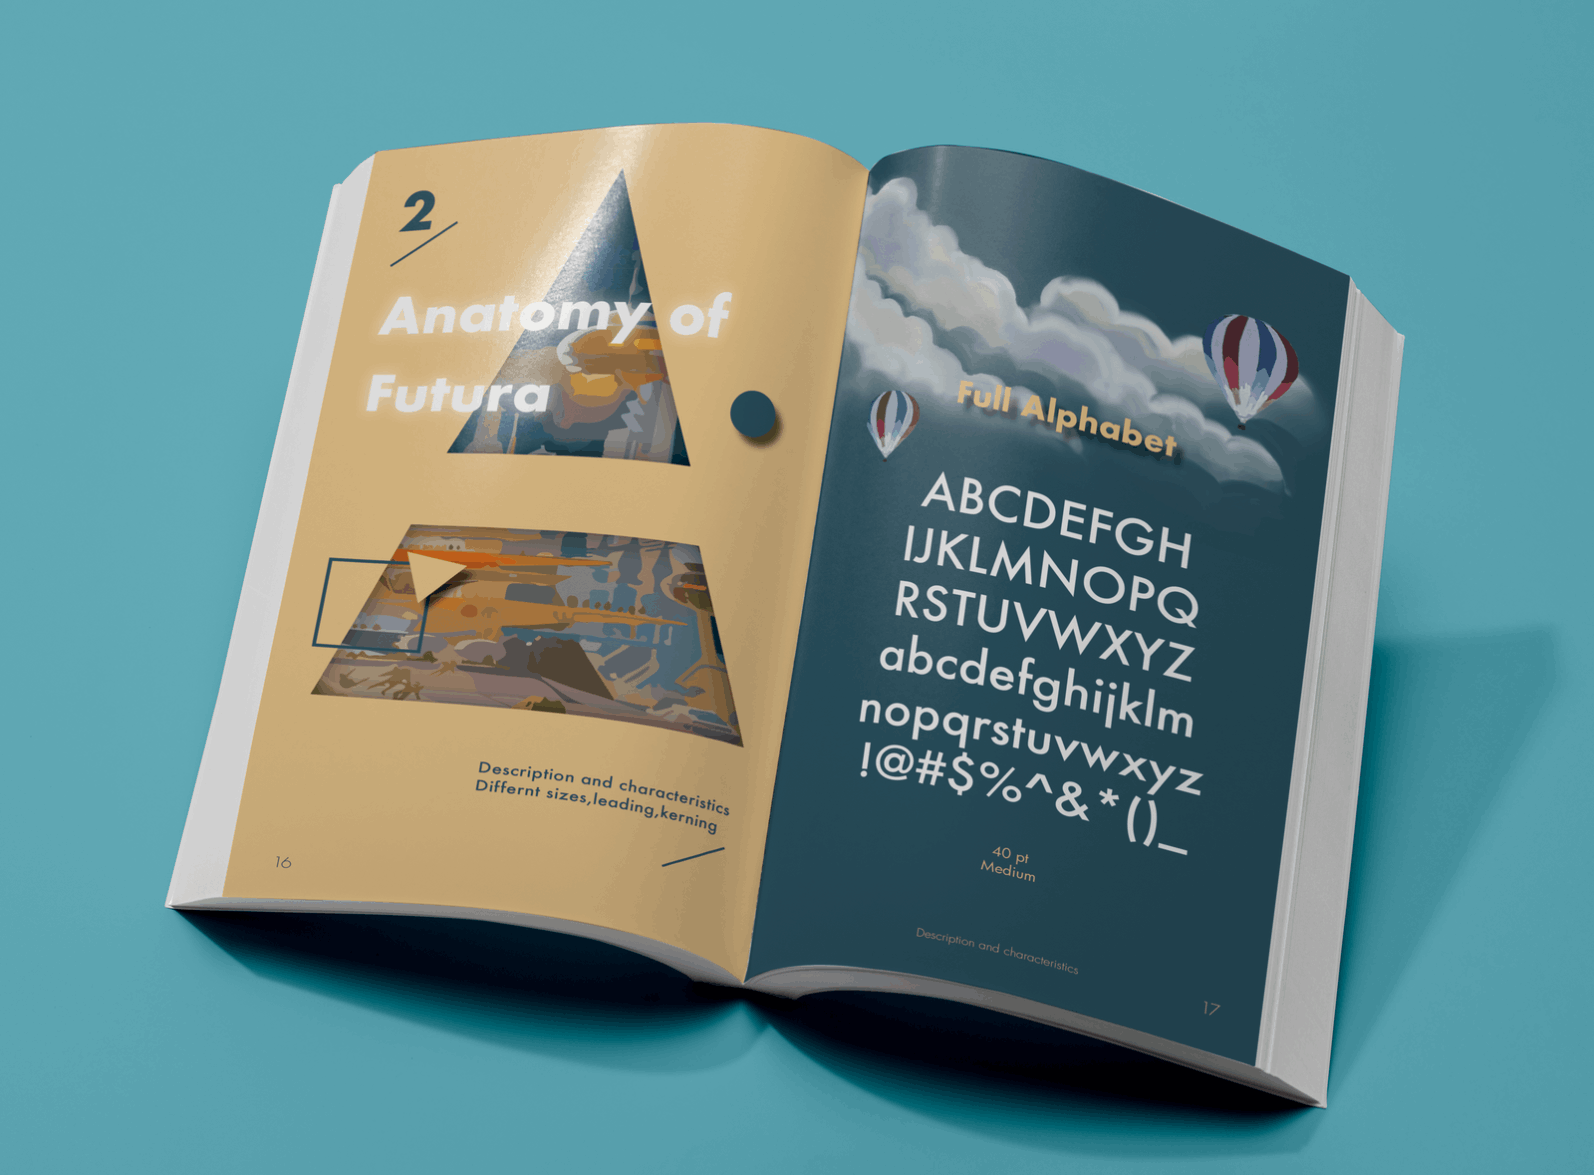 2
Anatomy of
Futura
Description and characteristics
Differnt sizes,leading,kerning
16
Full Alphabet
ABCDEFGH
IJKLMNOPQ
RSTUVWXYZ
abcdefghijklm
nopqrstuvwxyz
!@#$%^&*()_
40 pt
Medium
Description and characteristics
17